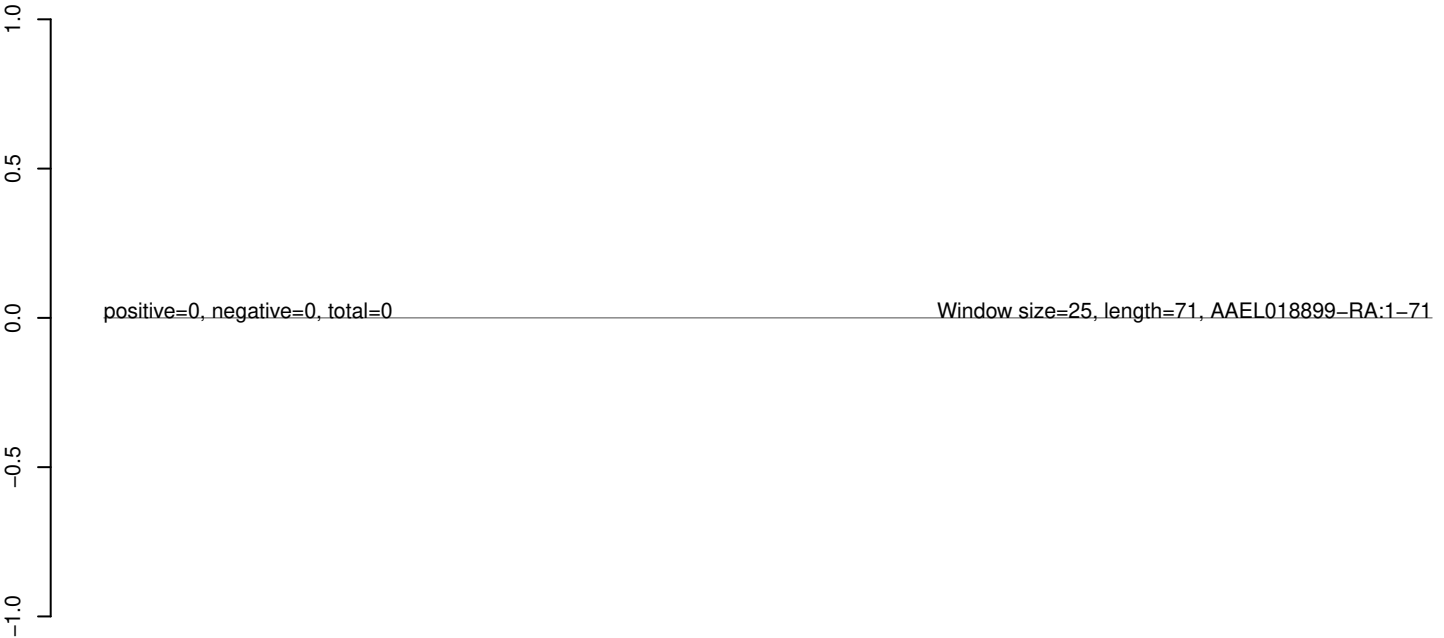 1.0
0.5
0.0
−0.5
−1.0
positive=0, negative=0, total=0
Window size=25, length=71, AAEL018899−RA:1−71